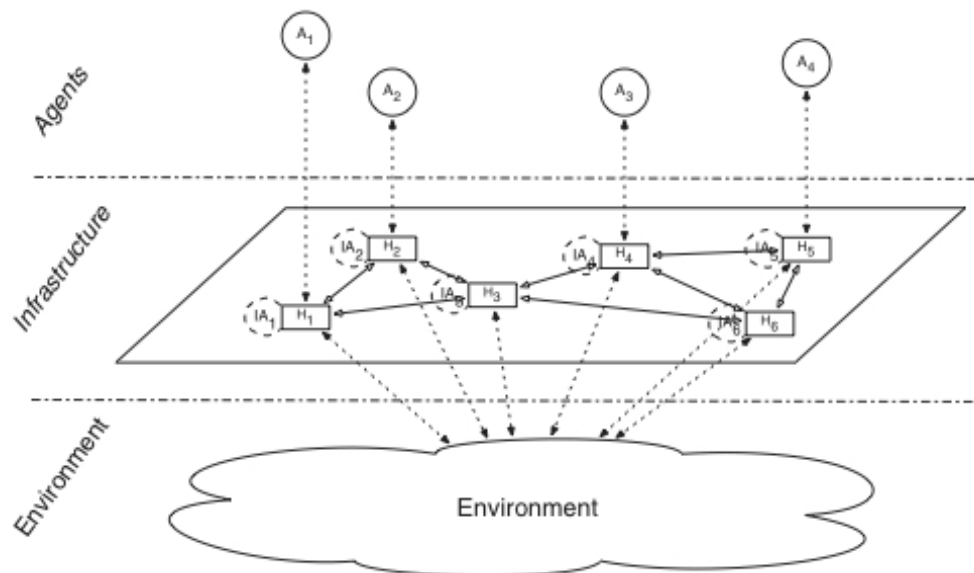 Agents
A1
A2
A3
A4
Infrastructure
IA1
H1
IA2
H2
IA3
H3
IA4
H4
IA5
H5
IA6
H6
Environment
Environment